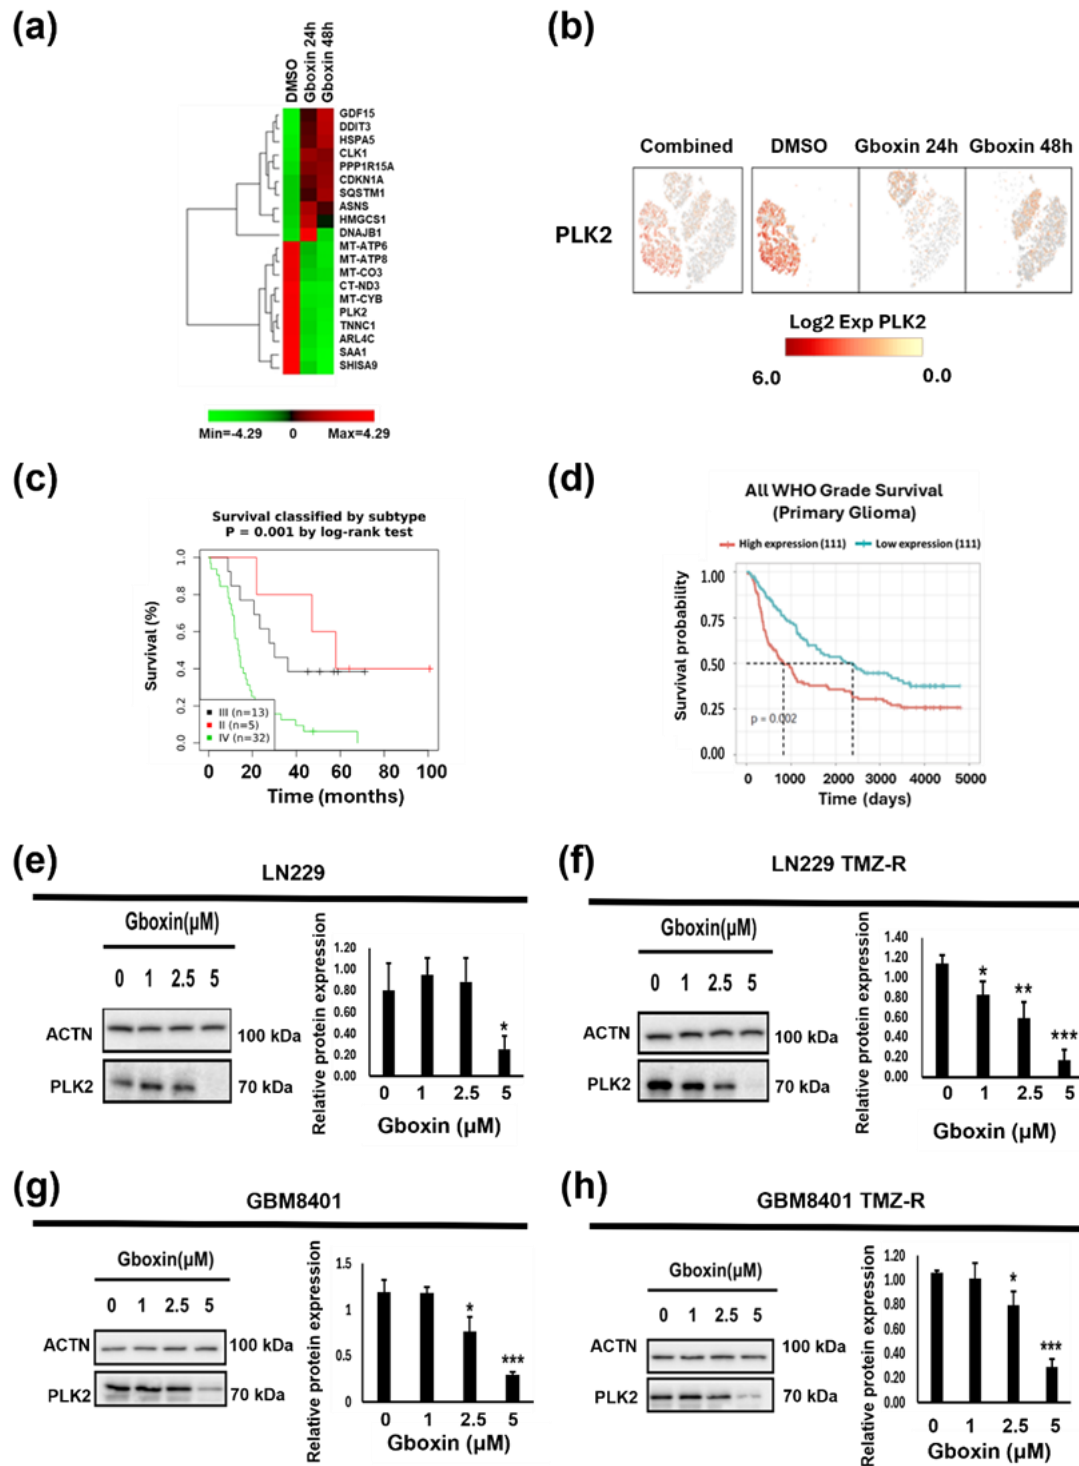 (a)
DMSO
Gboxin 24h
Gboxin 48h
GDF15
DDIT3
HSPA5
CLK1
PPP1R15A
CDKN1A
SQSTM1
ASNS
HMGCS1
DNAJB1
MT-ATP6
MT-ATP8
MT-CO3
CT-ND3
MT-CYB
PLK2
TNNC1
ARL4C
SAA1
SHISA9
Min=-4.29 0 Max=4.29
(b)
Combined DMSO Gboxin 24h Gboxin 48h
PLK2
Log2 Exp PLK2
6.0 0.0
(c)
Survival classified by subtype
P = 0.001 by log-rank test
Survival (%)
1.0
0.8
0.6
0.4
0.2
0.0
III (n=13)
II (n=5)
IV (n=32)
0 20 40 60 80 100
Time (months)
(d)
All WHO Grade Survival
(Primary Glioma)
High expression (111) Low expression (111)
Survival probability
1.00
0.75
0.50
0.25
0.00
p = 0.002
0 1000 2000 3000 4000 5000
Time (days)
(e)
LN229
Gboxin(µM)
0 1 2.5 5
ACTN 100 kDa
PLK2 70 kDa
Relative protein expression
1.20
1.00
0.80
0.60
0.40
0.20
0.00
*
0 1 2.5 5
Gboxin (µM)
(f)
LN229 TMZ-R
Gboxin(µM)
0 1 2.5 5
ACTN 100 kDa
PLK2 70 kDa
Relative protein expression
1.40
1.20
1.00
0.80
0.60
0.40
0.20
0.00
* ** ***
0 1 2.5 5
Gboxin (µM)
(g)
GBM8401
Gboxin(µM)
0 1 2.5 5
ACTN 100 kDa
PLK2 70 kDa
Relative protein expression
1.5
1
0.5
0
* ***
0 1 2.5 5
Gboxin (µM)
(h)
GBM8401 TMZ-R
Gboxin(µM)
0 1 2.5 5
ACTN 100 kDa
PLK2 70 kDa
Relative protein expression
1.20
1.00
0.80
0.60
0.40
0.20
0.00
* ***
0 1 2.5 5
Gboxin (µM)